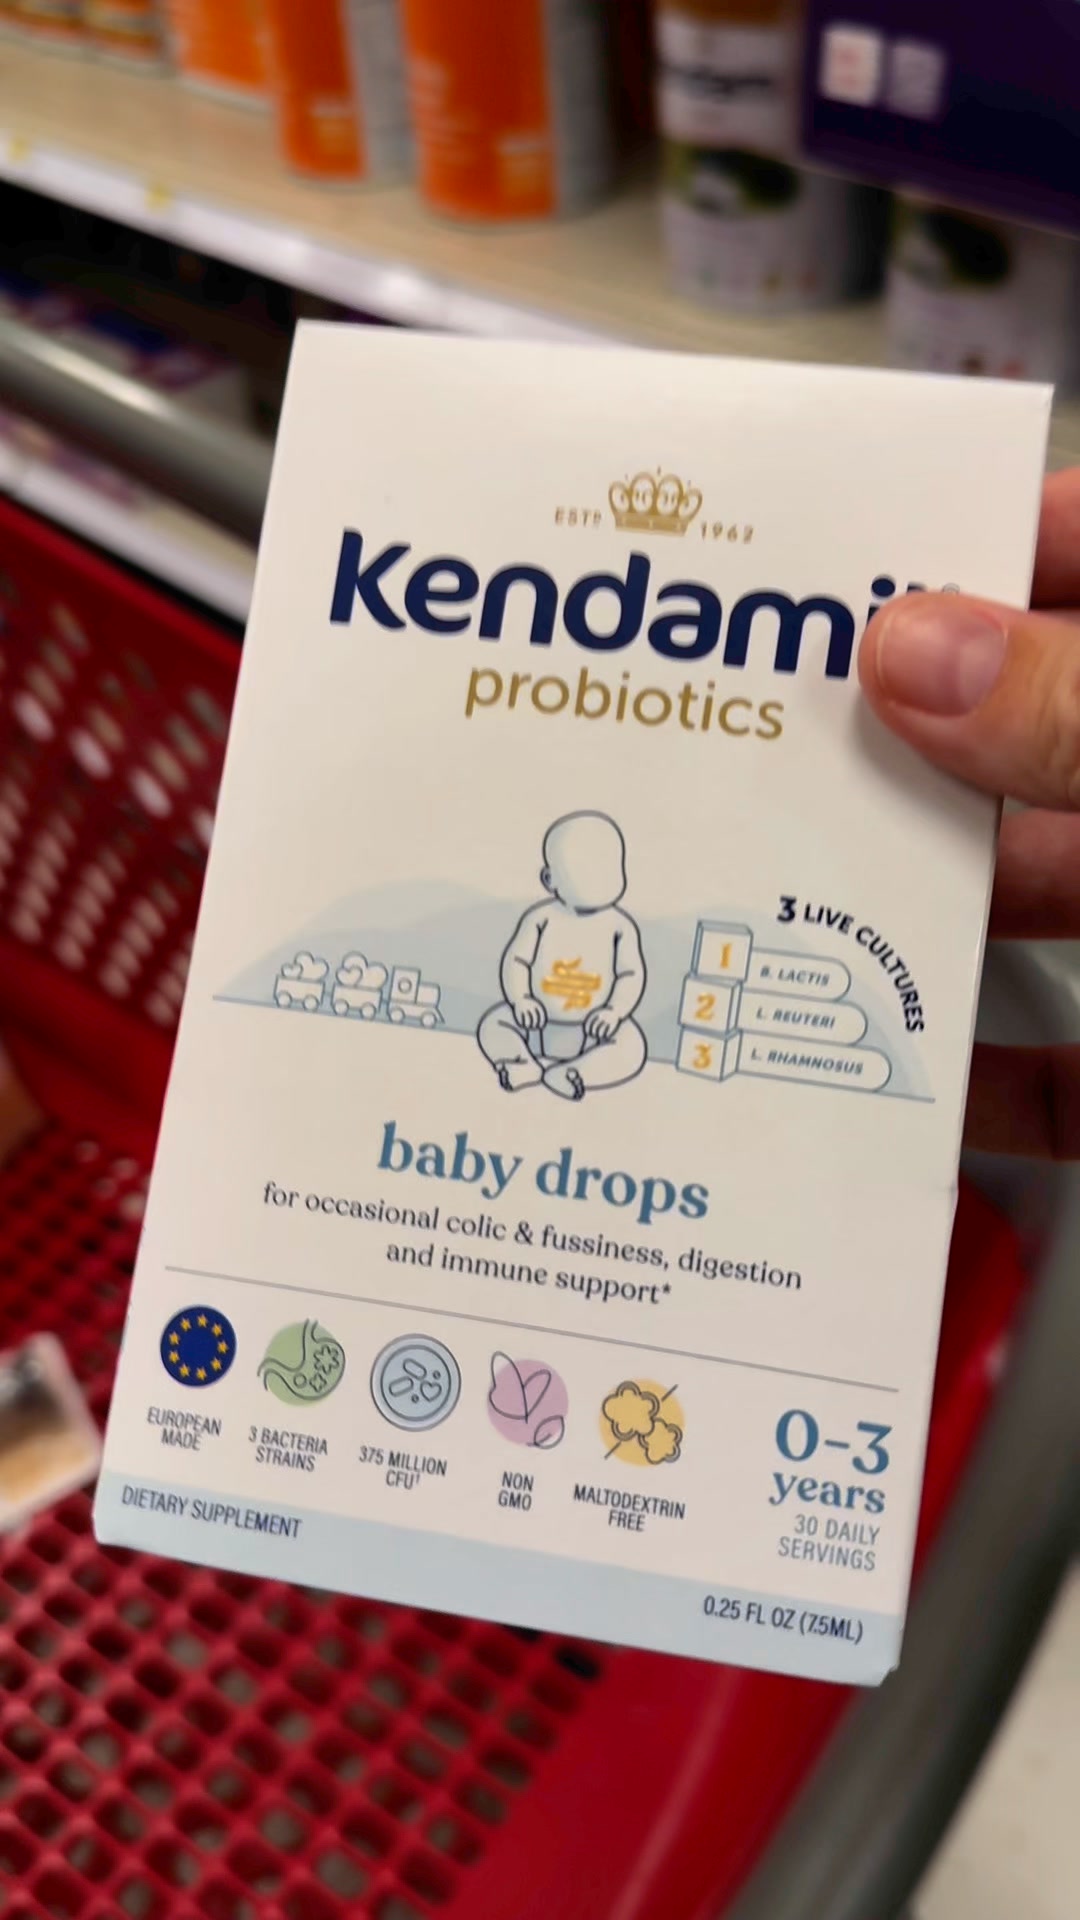 ESTD 1962
Kendami
probiotics
3 LIVE CULTURES
1 B. LACTIS
2 L. REUTERI
3 L. RHAMNOSUS
baby drops
for occasional colic & fussiness, digestion
and immune support*
EUROPEAN
MADE
3 BACTERIA
STRAINS
375 MILLION
CFU†
NON
GMO
MALTODEXTRIN
FREE
0-3
years
30 DAILY
SERVINGS
DIETARY SUPPLEMENT
0.25 FL OZ (7.5ML)